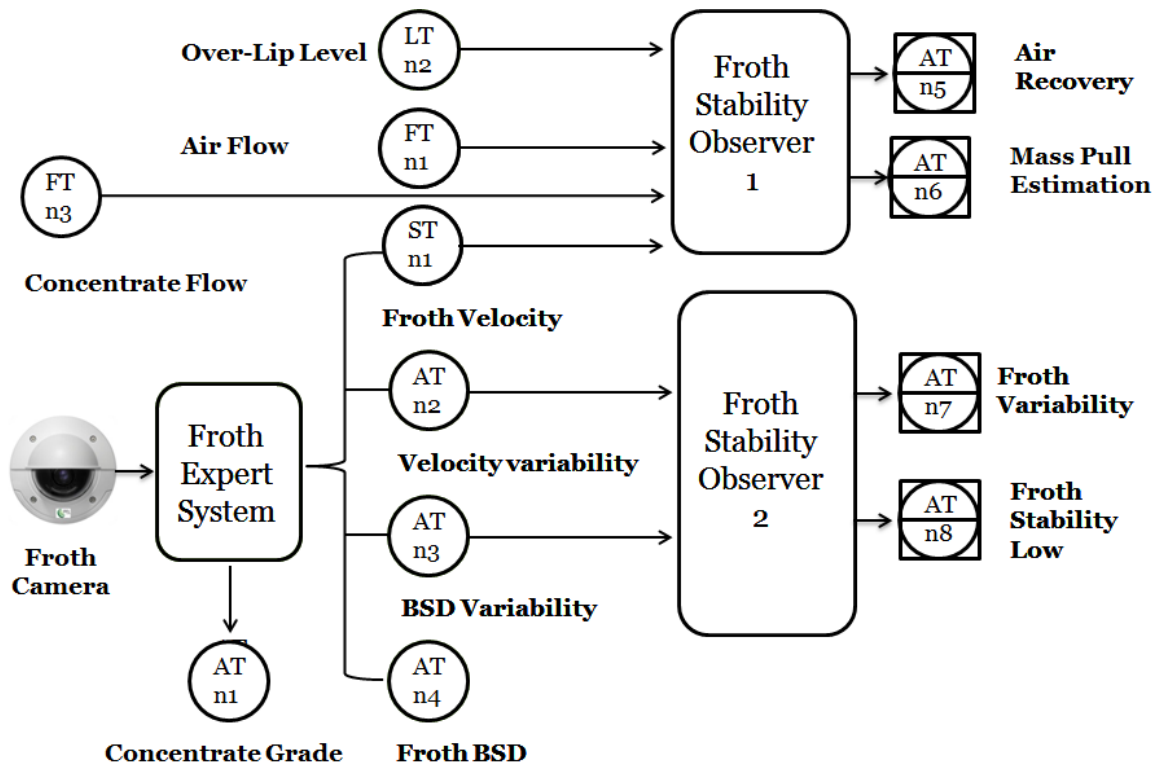 Over-Lip Level
LT
n2
Air Flow
FT
n1
FT
n3
Concentrate Flow
ST
n1
Froth Velocity
Froth
Stability
Observer
1
AT
n5
Air
Recovery
AT
n6
Mass Pull
Estimation
Froth
Camera
Froth
Expert
System
AT
n1
Concentrate Grade
AT
n2
Velocity variability
AT
n3
BSD Variability
AT
n4
Froth BSD
Froth
Stability
Observer
2
AT
n7
Froth
Variability
AT
n8
Froth
Stability
Low